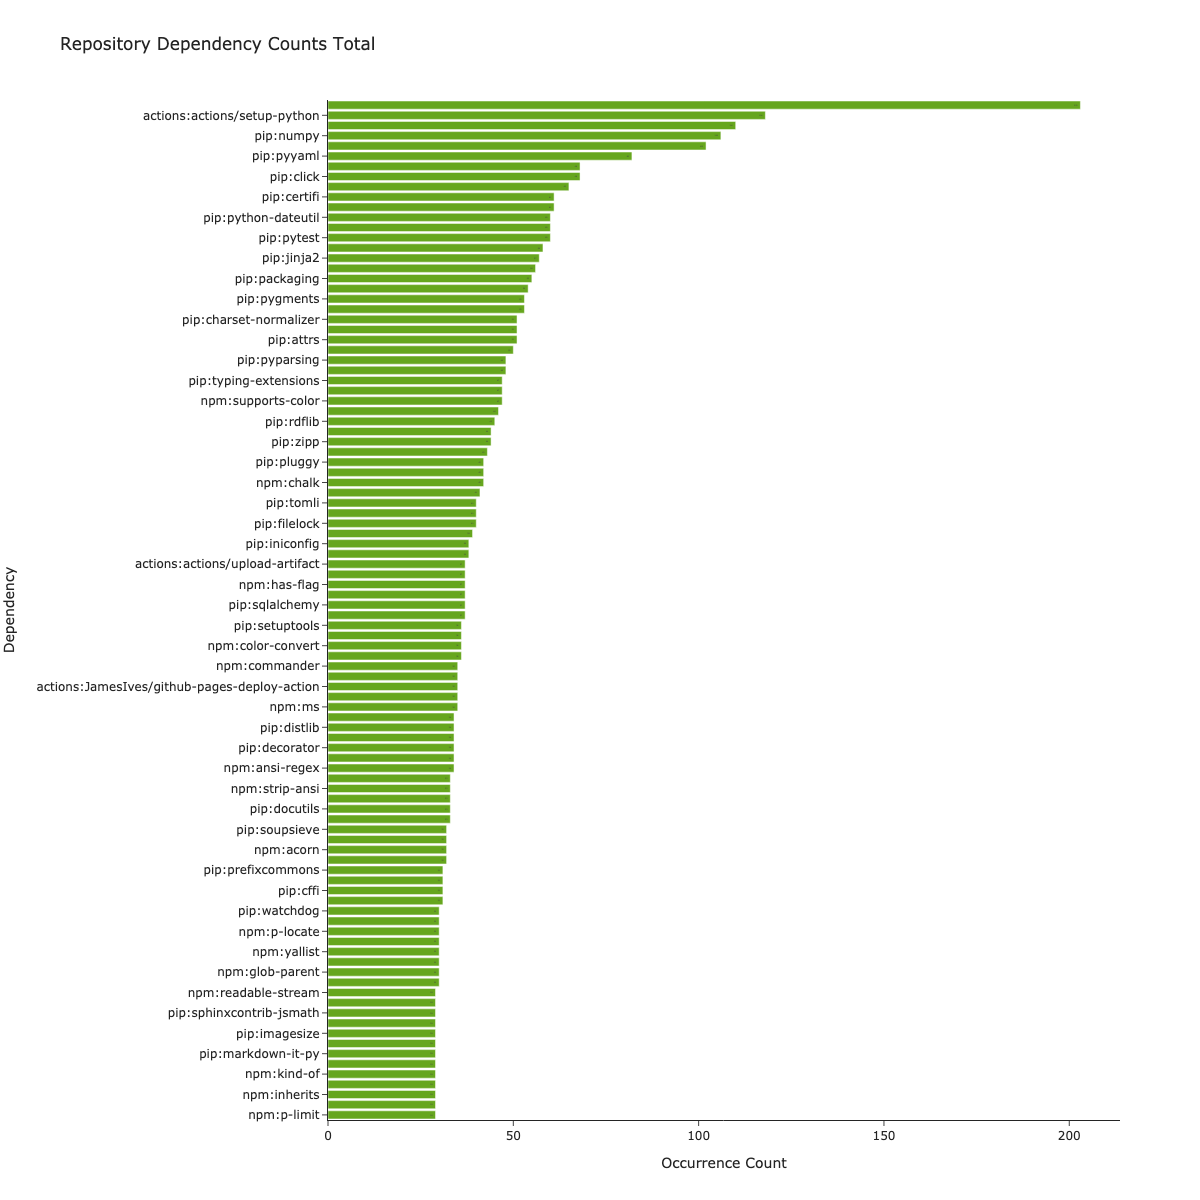 Repository Dependency Counts Total
actions:actions/setup-python
pip:numpy
pip:pyyaml
pip:click
pip:certifi
pip:python-dateutil
pip:pytest
pip:jinja2
pip:packaging
pip:pygments
pip:charset-normalizer
pip:attrs
pip:pyparsing
pip:typing-extensions
npm:supports-color
pip:rdflib
pip:zipp
pip:pluggy
npm:chalk
pip:tomli
pip:filelock
pip:iniconfig
actions:actions/upload-artifact
npm:has-flag
pip:sqlalchemy
pip:setuptools
npm:color-convert
npm:commander
actions:JamesIves/github-pages-deploy-action
npm:ms
pip:distlib
pip:decorator
npm:ansi-regex
npm:strip-ansi
pip:docutils
pip:soupsieve
npm:acorn
pip:prefixcommons
pip:cffi
pip:watchdog
npm:p-locate
npm:yallist
npm:glob-parent
npm:readable-stream
pip:sphinxcontrib-jsmath
pip:imagesize
pip:markdown-it-py
npm:kind-of
npm:inherits
npm:p-limit
Dependency
0 50 100 150 200
Occurrence Count